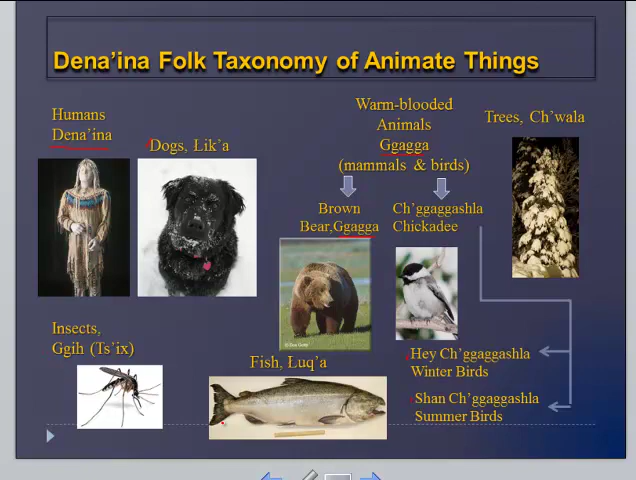 Dena'ina Folk Taxonomy of Animate Things
Humans
Dena'ina
Dogs, Lik'a
Warm-blooded
Animals
Ggagga
(mammals & birds)
Trees, Ch'wala
Brown
Bear,Ggagga
Ch'ggaggashla
Chickadee
Insects,
Ggih (Ts'ix)
Fish, Łuq'a
Hey Ch'ggaggashla
Winter Birds
Shan Ch'ggaggashla
Summer Birds